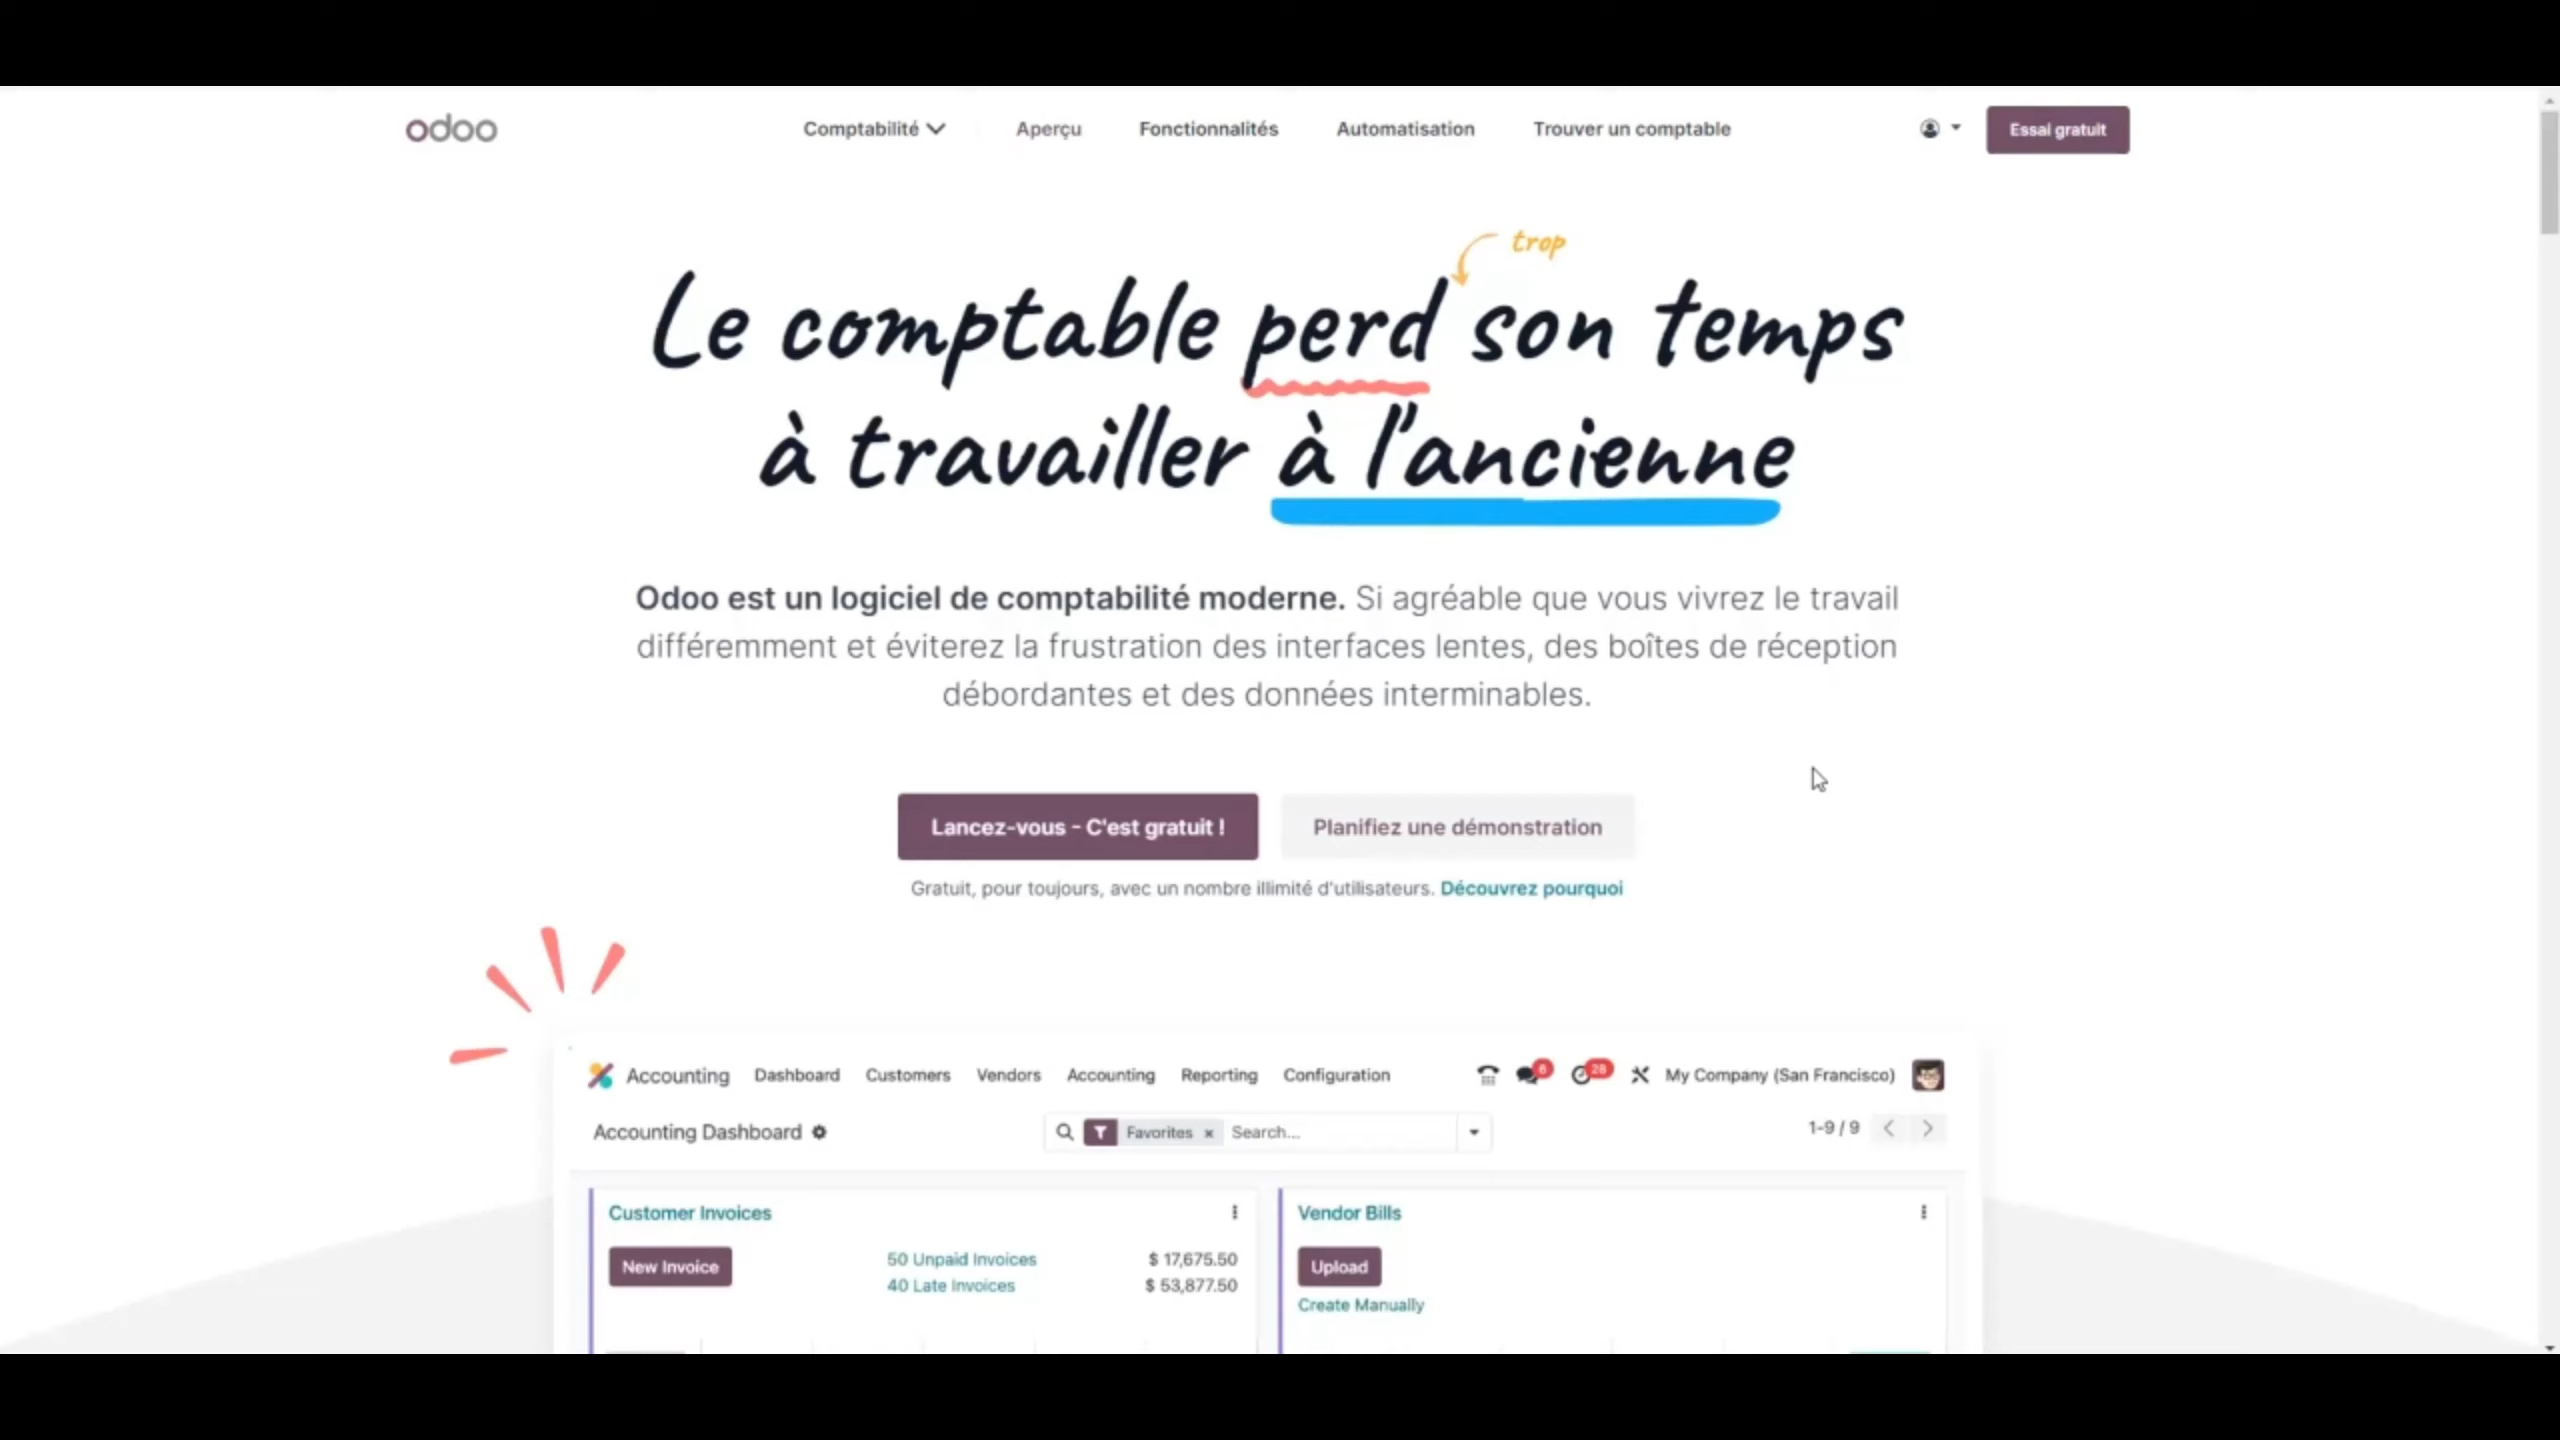 odoo
Comptabilité
Aperçu
Fonctionnalités
Automatisation
Trouver un comptable
Essai gratuit
trop
Le comptable perd son temps
à travailler à l'ancienne
Odoo est un logiciel de comptabilité moderne. Si agréable que vous vivrez le travail
différemment et éviterez la frustration des interfaces lentes, des boîtes de réception
débordantes et des données interminables.
Lancez-vous - C'est gratuit !
Planifiez une démonstration
Gratuit, pour toujours, avec un nombre illimité d'utilisateurs. Découvrez pourquoi
Accounting Dashboard Customers Vendors Accounting Reporting Configuration
6
28
My Company (San Francisco)
Accounting Dashboard
Favorites × Search...
1-9 / 9
Customer Invoices
New Invoice
50 Unpaid Invoices $ 17,675.50
40 Late Invoices $ 53,877.50
Vendor Bills
Upload
Create Manually